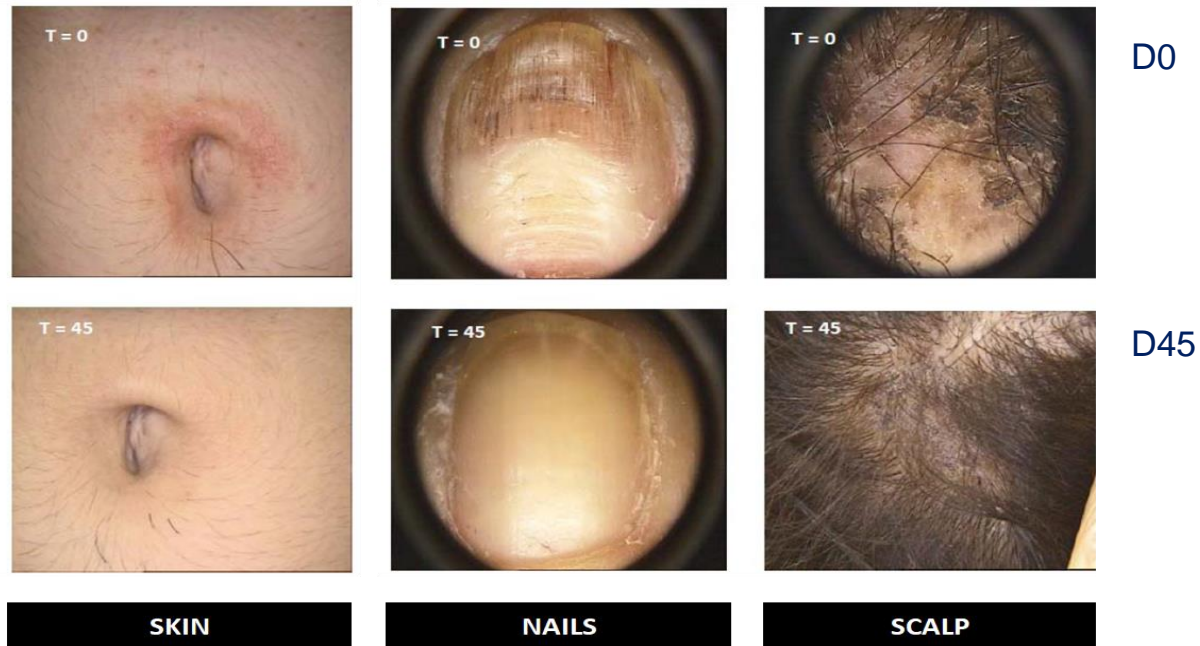 T = 0
T = 0
T = 0
D0
T = 45
T = 45
T = 45
D45
SKIN
NAILS
SCALP